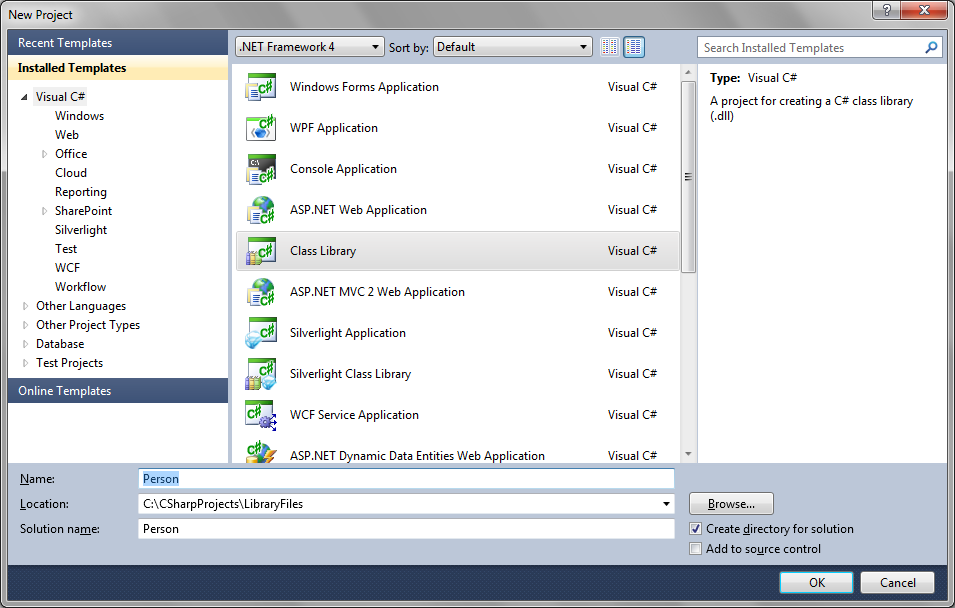 New Project
?
Recent Templates
Installed Templates
Visual C#
Windows
Web
Office
Cloud
Reporting
SharePoint
Silverlight
Test
WCF
Workflow
Other Languages
Other Project Types
Database
Test Projects
Online Templates
.NET Framework 4 Sort by: Default
Windows Forms Application Visual C#
WPF Application Visual C#
Console Application Visual C#
ASP.NET Web Application Visual C#
Class Library Visual C#
ASP.NET MVC 2 Web Application Visual C#
Silverlight Application Visual C#
Silverlight Class Library Visual C#
WCF Service Application Visual C#
ASP.NET Dynamic Data Entities Web Application Visual C#
Search Installed Templates
Type: Visual C#
A project for creating a C# class library
(.dll)
Name: Person
Location: C:\CSharpProjects\LibraryFiles Browse...
Solution name: Person
Create directory for solution
Add to source control
OK Cancel